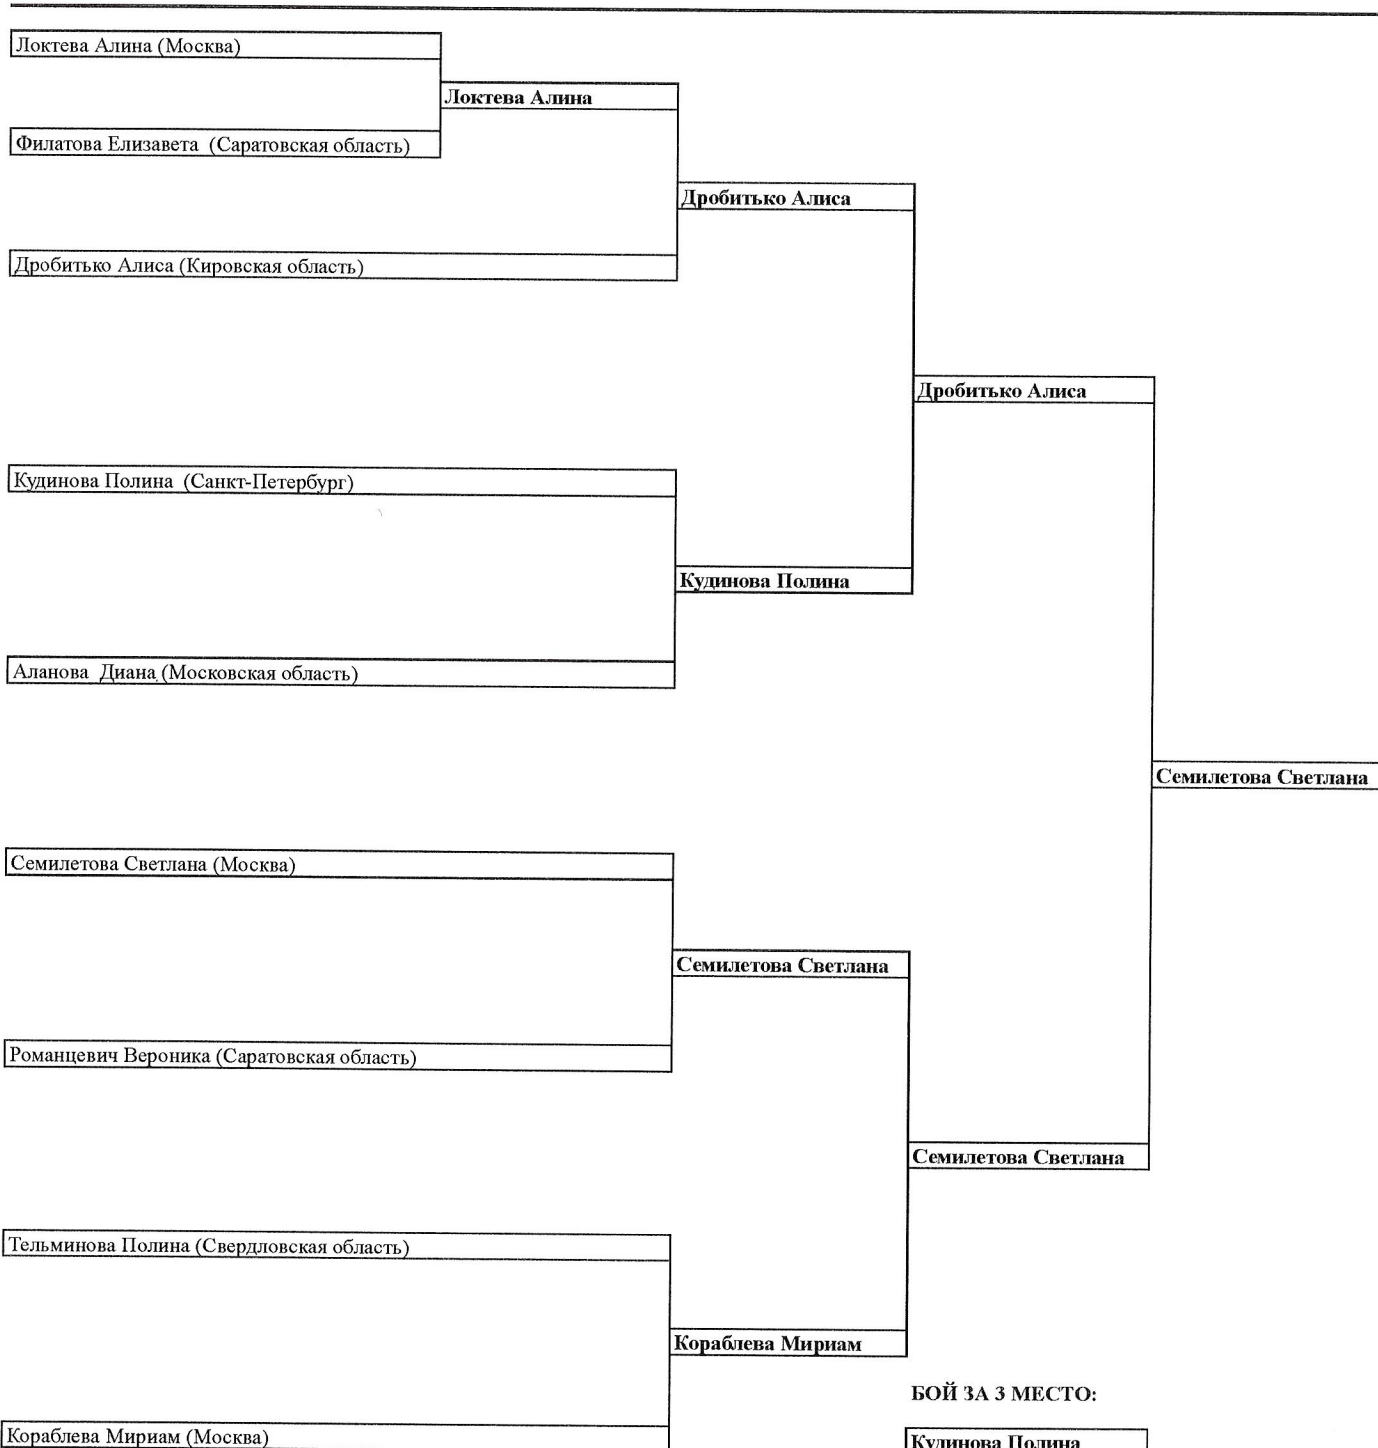 Локтева Алина (Москва)
Локтева Алина
Филатова Елизавета (Саратовская область)
Дробитько Алиса
Дробитько Алиса (Кировская область)
Дробитько Алиса
Кудинова Полина (Санкт-Петербург)
Кудинова Полина
Аланова Диана (Московская область)
Семилетова Светлана
Семилетова Светлана (Москва)
Семилетова Светлана
Романцевич Вероника (Саратовская область)
Семилетова Светлана
Тельминова Полина (Свердловская область)
Кораблева Мириам
БОЙ ЗА 3 МЕСТО:
Кораблева Мириам (Москва)
Кудинова Полина